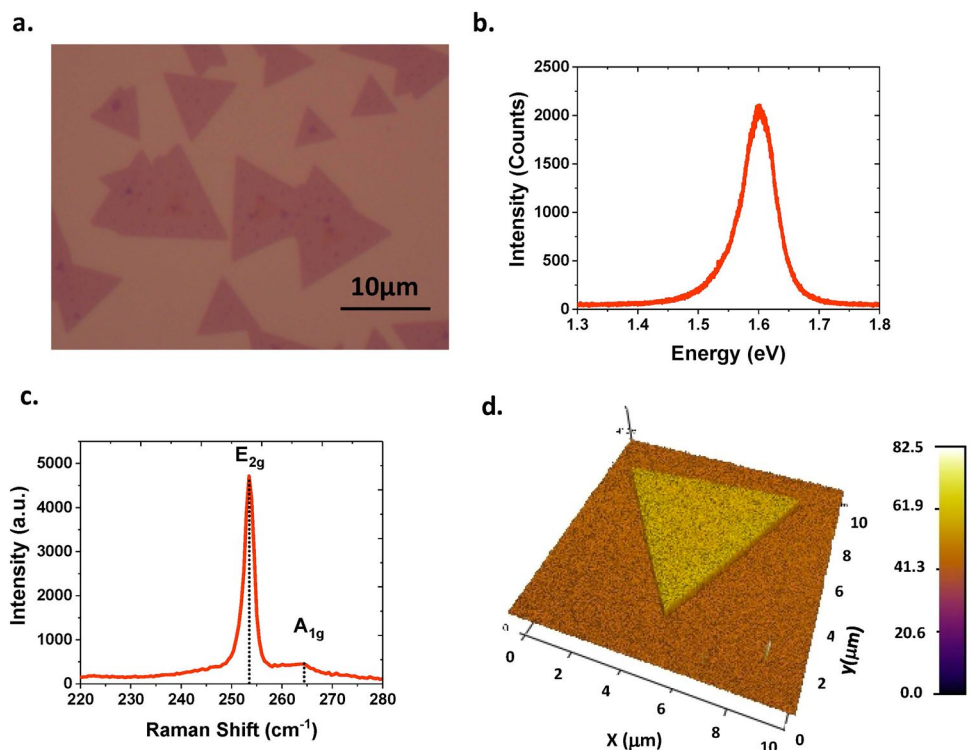 a.
10μm
b.
2500
2000
1500
1000
500
0
Intensity (Counts)
1.3 1.4 1.5 1.6 1.7 1.8
Energy (eV)
c.
5000
4000
3000
2000
1000
0
Intensity (a.u.)
E2g
A1g
220 230 240 250 260 270 280
Raman Shift (cm-1)
d.
0
0 2 4 6 8 10
X (μm)
10
8
6
4
2
0
y(μm)
82.5
61.9
41.3
20.6
0.0